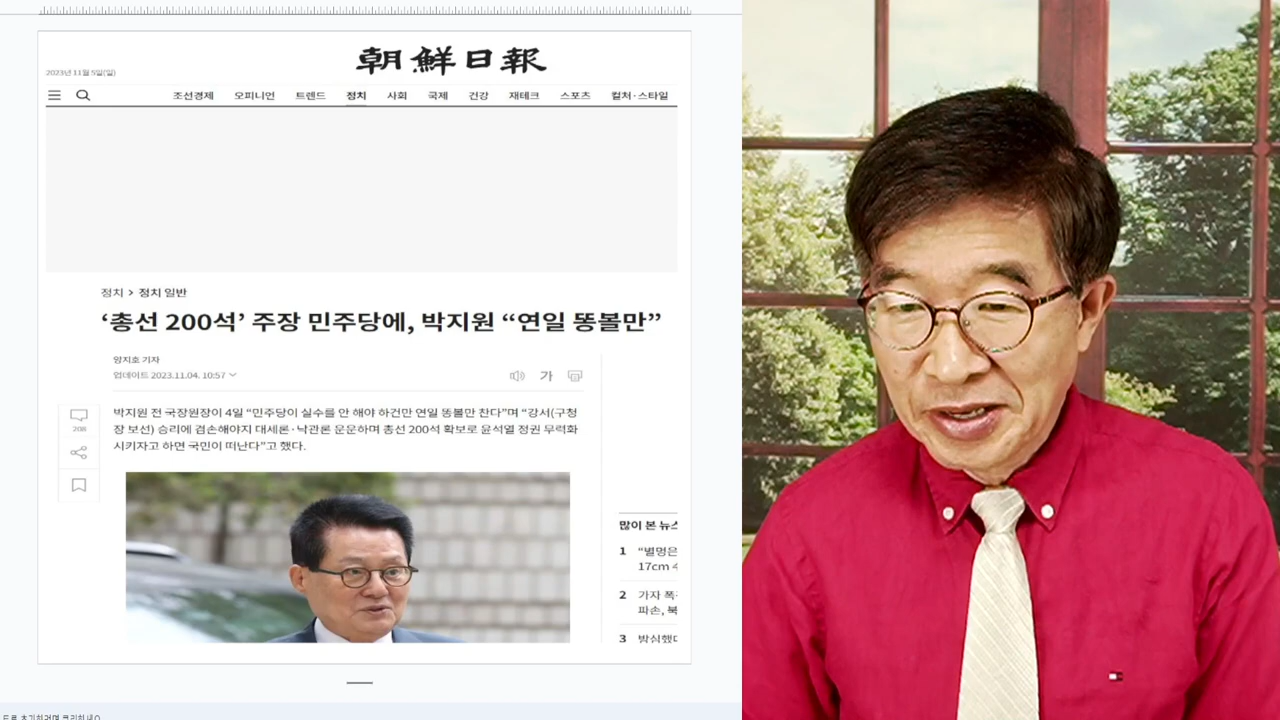 朝鮮日報
2023년 11월 5일(일)
조선경제 오피니언 트렌드 정치 사회 국제 건강 재테크 스포츠 컬처·스타일
정치 > 정치 일반
‘총선 200석’ 주장 민주당에, 박지원 “연일 똥볼만”
양지호 기자
업데이트 2023.11.04. 10:57
가
박지원 전 국장원장이 4일 “민주당이 실수를 안 해야 하건만 연일 똥볼만 찬다”며 “강서(구청
장 보선) 승리에 겸손해야지 대세론·낙관론 운운하며 총선 200석 확보로 윤석열 정권 무력화
시키자고 하면 국민이 떠난다”고 했다.
208
많이 본 뉴스
1 “별명은
17cm
2 가자 폭
파손, 북
3 방심했다